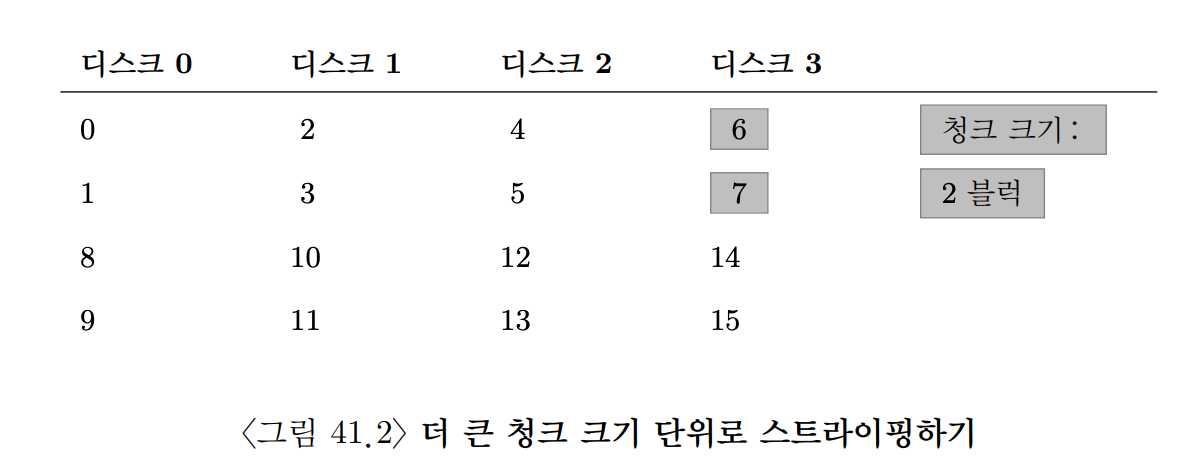 디스크 0 디스크 1 디스크 2 디스크 3
0 2 4 6 청크 크기 :
1 3 5 7 2 블럭
8 10 12 14
9 11 13 15
〈그림 41.2〉 더 큰 청크 크기 단위로 스트라이핑하기